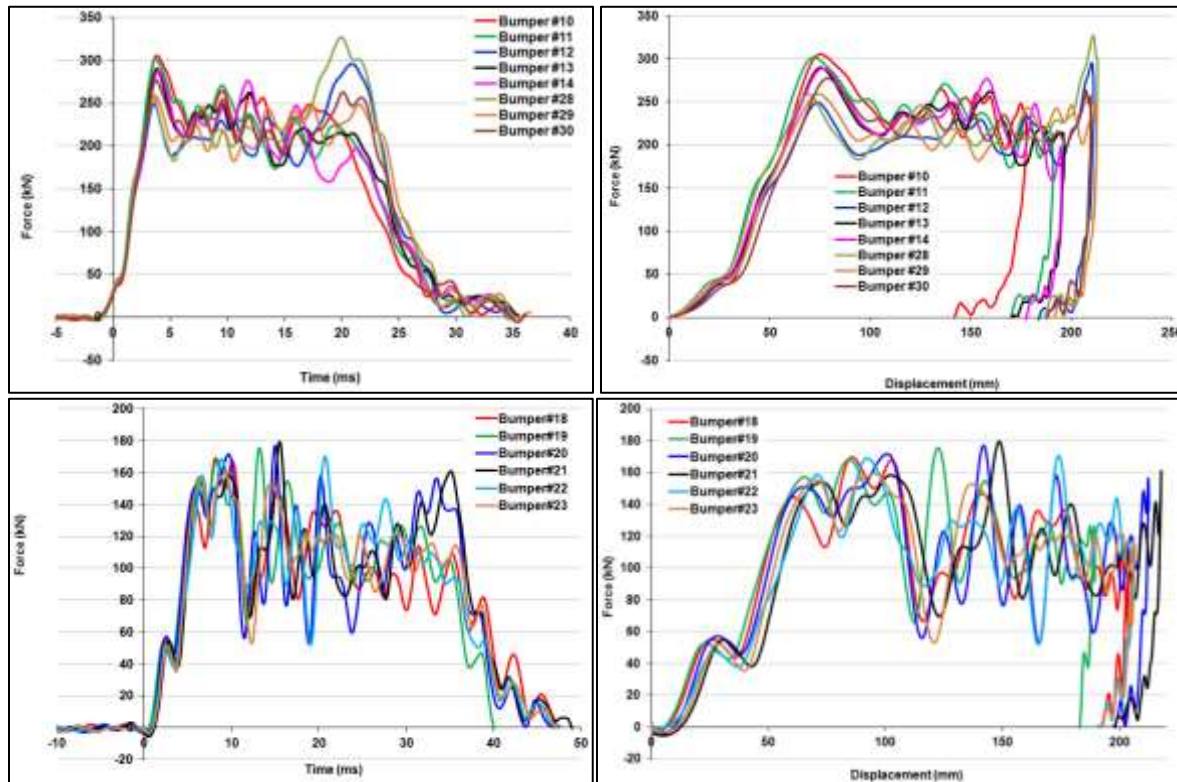 350
300
250
200
150
100
50
0
-50
-5
0
5
10
15
20
25
30
35
40
Force (kN)
Time (ms)
Bumper #10
Bumper #11
Bumper #12
Bumper #13
Bumper #14
Bumper #28
Bumper #29
Bumper #30
350
300
250
200
150
100
50
0
-50
0
50
100
150
200
250
Force (kN)
Displacement (mm)
Bumper #10
Bumper #11
Bumper #12
Bumper #13
Bumper #14
Bumper #28
Bumper #29
Bumper #30
200
180
160
140
120
100
80
60
40
20
0
-20
-10
0
10
20
30
40
50
Force (kN)
Time (ms)
Bumper#18
Bumper#19
Bumper#20
Bumper#21
Bumper#22
Bumper#23
200
180
160
140
120
100
80
60
40
20
0
-20
0
50
100
150
200
Force (kN)
Displacement (mm)
Bumper#18
Bumper#19
Bumper#20
Bumper#21
Bumper#22
Bumper#23